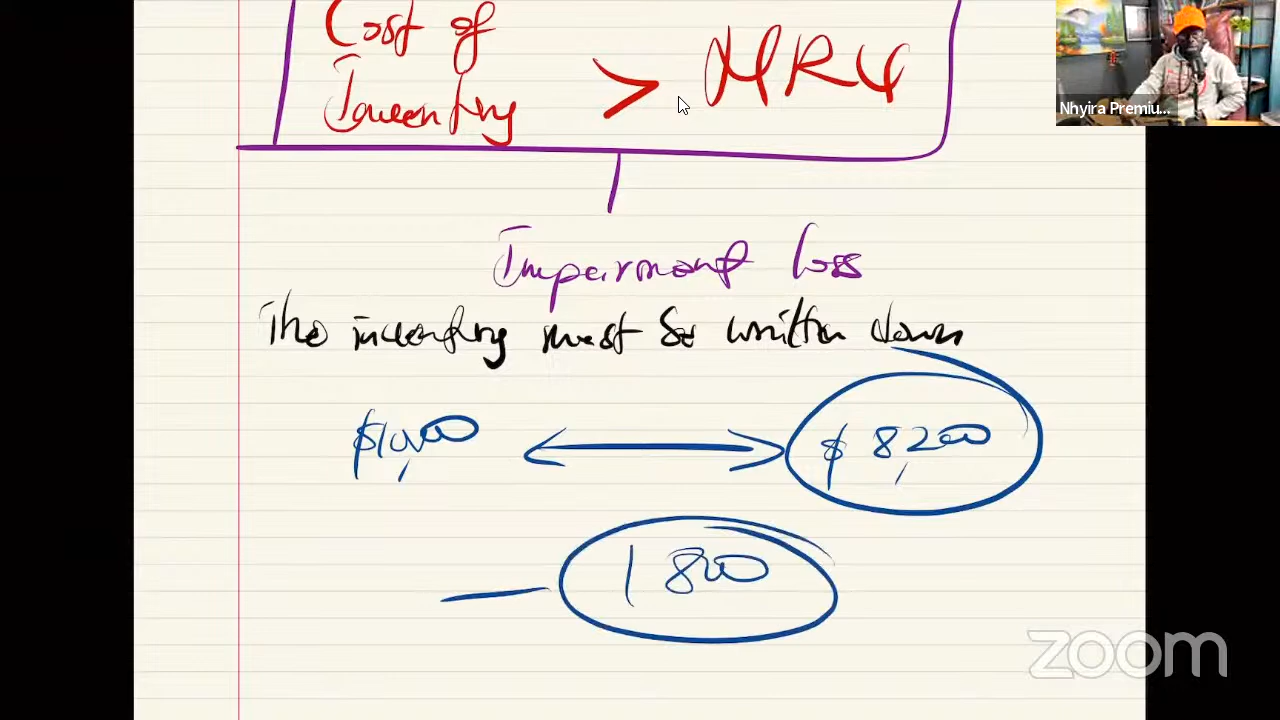 Cost of
Inventory > NRV
Nhyira Premiu...
Impairment loss
The inventory must be written down
$10,000 $8,200
1 800
zoom